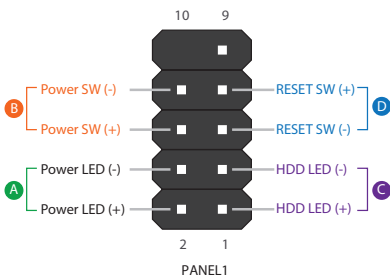 10 9
Power SW (-) RESET SW (+)
B D
Power SW (+) RESET SW (-)
Power LED (-) HDD LED (-)
A C
Power LED (+) HDD LED (+)
2 1
PANEL1